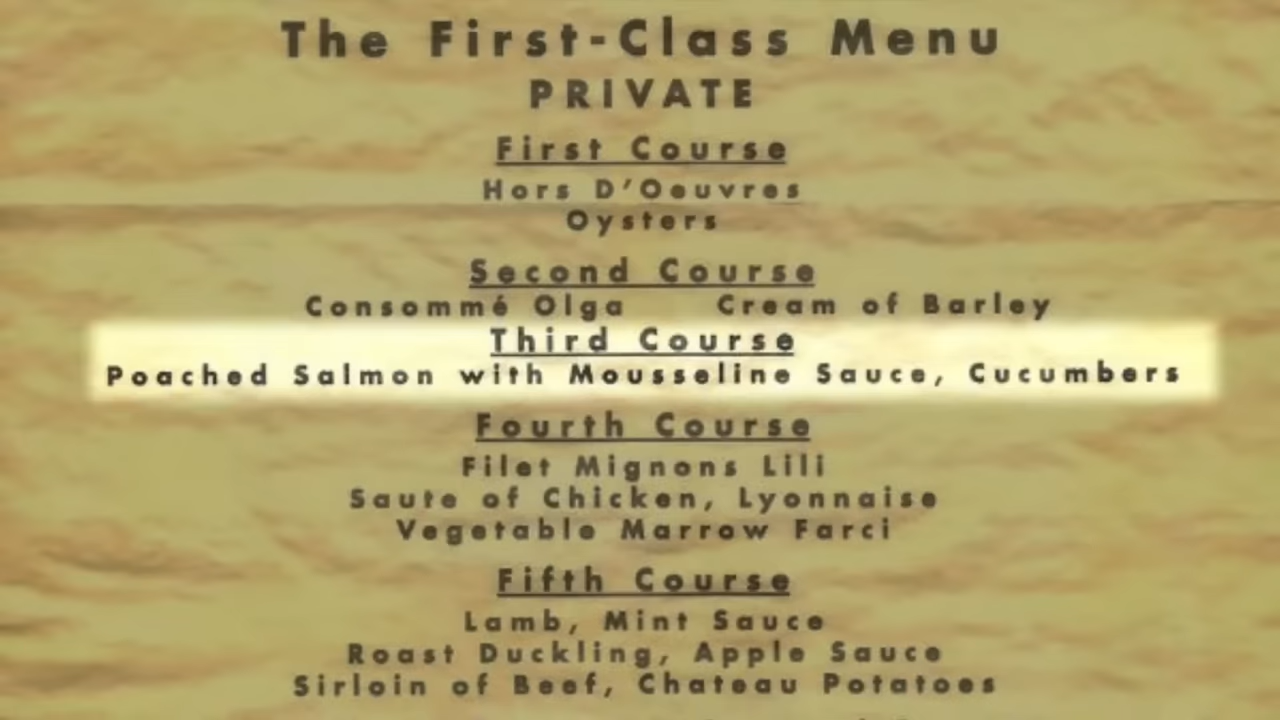 The First-Class Menu
PRIVATE
First Course
Hors D'Oeuvres
Oysters
Second Course
Consommé Olga Cream of Barley
Third Course
Poached Salmon with Mousseline Sauce, Cucumbers
Fourth Course
Filet Mignons Lili
Saute of Chicken, Lyonnaise
Vegetable Marrow Farci
Fifth Course
Lamb, Mint Sauce
Roast Duckling, Apple Sauce
Sirloin of Beef, Chateau Potatoes